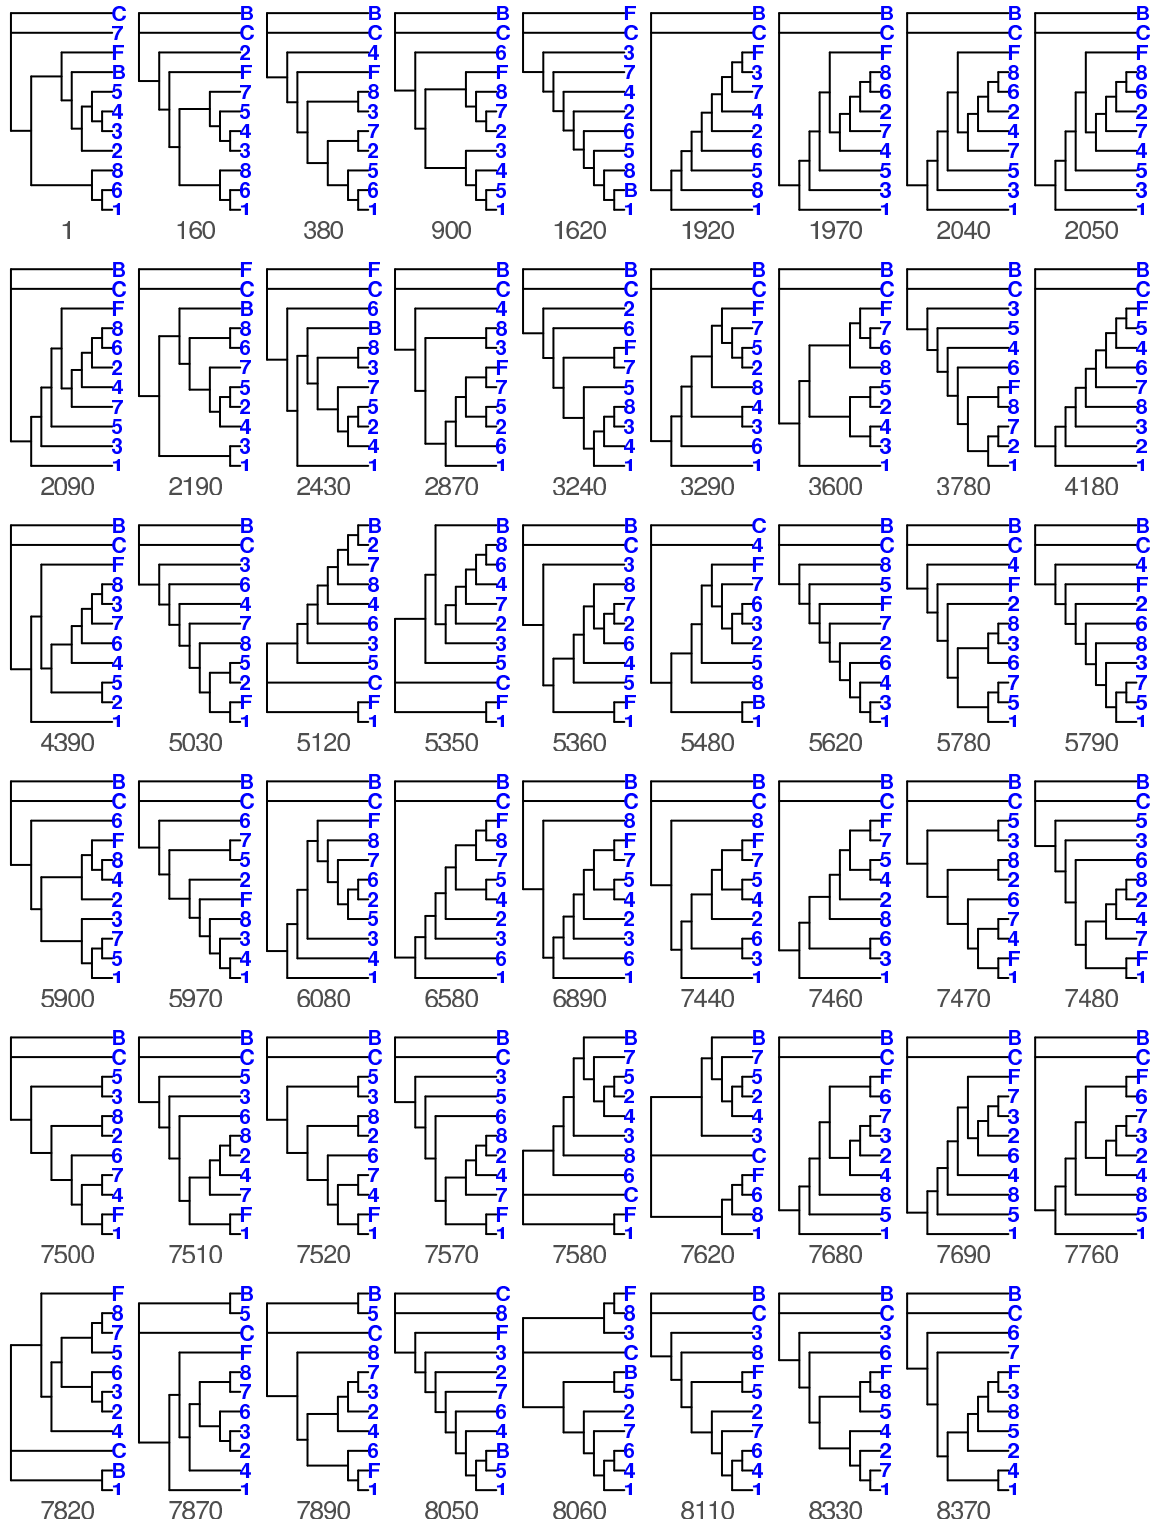 C B B B F B B B B
7 C C C C C C C C
F 2 4 6 3 F F F F
B F F F 7 3 8 8 8
5 7 8 8 4 7 6 6 6
4 5 3 7 2 4 2 2 2
3 4 7 2 6 2 7 4 7
2 3 2 3 5 6 4 7 4
8 8 5 4 8 5 5 5 5
6 6 6 5 B 8 3 3 3
1 1 1 1 1 1 1 1 1
1 160 380 900 1620 1920 1970 2040 2050
B F F B B B B B B
C C C C C C C C C
F B 6 4 2 F F 3 F
8 8 B 8 6 7 7 5 5
6 6 8 3 F 5 6 4 4
2 7 3 F 7 2 8 6 6
4 5 7 7 5 8 5 F 7
7 2 5 5 8 4 2 8 8
5 4 2 2 3 3 4 7 3
3 3 4 6 4 6 3 2 2
1 1 1 1 1 1 1 1 1
2090 2190 2430 2870 3240 3290 3600 3780 4180
B B B B B C B B B
C C 2 8 C 4 C C C
F 3 7 6 3 F 8 4 4
8 6 8 4 8 7 5 F F
3 4 4 7 7 6 F 2 2
7 7 6 2 2 3 7 8 6
6 8 3 3 6 2 2 3 8
4 5 5 5 4 5 6 6 3
5 2 C C 5 8 4 7 7
2 F F F F B 3 5 5
1 1 1 1 1 1 1 1 1
4390 5030 5120 5350 5360 5480 5620 5780 5790
B B B B B B B B B
C C C C C C C C C
6 6 F F 8 8 F 5 5
F 7 8 8 F F 7 3 3
8 5 7 7 7 7 5 8 6
4 2 6 5 5 5 4 2 8
2 F 2 4 4 4 2 6 2
3 8 5 2 2 2 8 7 4
7 3 3 3 3 6 6 4 7
5 4 4 6 6 3 3 F F
1 1 1 1 1 1 1 1 1
5900 5970 6080 6580 6890 7440 7460 7470 7480
B B B B B B B B B
C C C C 7 7 C C C
5 5 5 3 5 5 F F F
3 3 3 5 2 2 6 7 6
8 6 8 6 4 4 7 3 7
2 8 2 8 3 3 3 2 3
6 2 6 2 8 C 2 6 2
7 4 7 4 6 F 4 4 4
4 7 4 7 C 6 8 8 8
F F F F F 8 5 5 5
1 1 1 1 1 1 1 1 1
7500 7510 7520 7570 7580 7620 7680 7690 7760
F B B C F B B B
8 5 5 8 8 C C C
7 C C F 3 3 3 6
5 F 8 3 C 8 6 7
6 8 7 2 B F F F
3 7 3 7 5 5 8 3
2 6 2 6 2 2 5 8
4 3 4 4 7 7 4 5
C 2 6 B 6 6 2 2
B 4 F 5 4 4 7 4
1 1 1 1 1 1 1 1
7820 7870 7890 8050 8060 8110 8330 8370